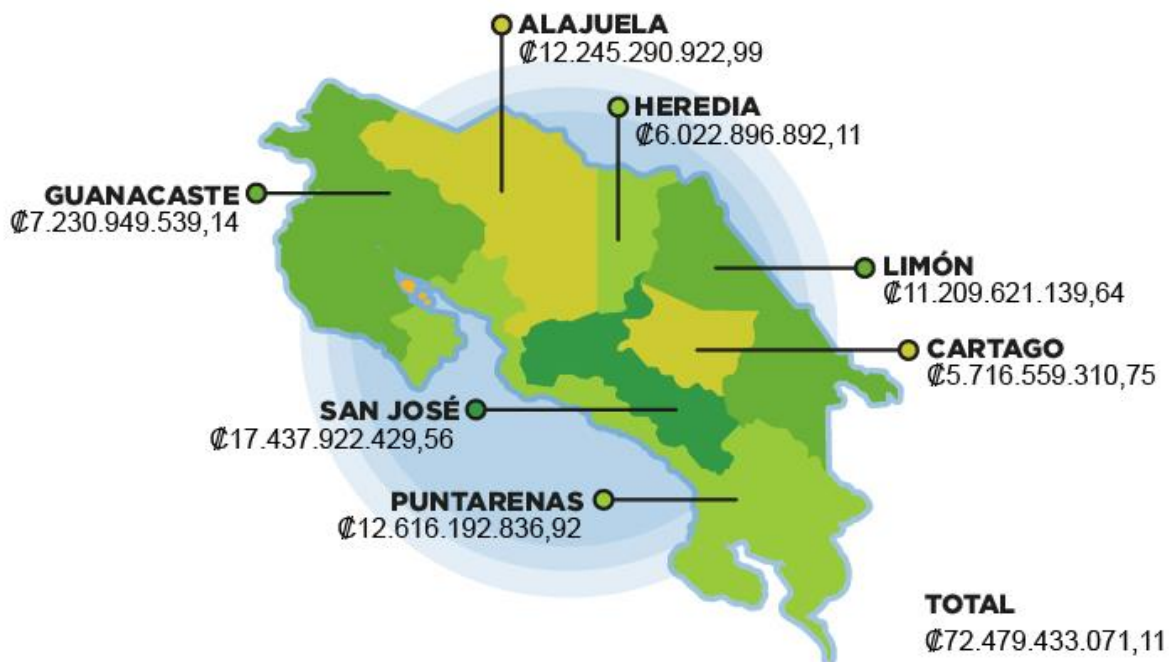 ALAJUELA
₡12.245.290.922,99
HEREDIA
₡6.022.896.892,11
GUANACASTE
₡7.230.949.539,14
LIMÓN
₡11.209.621.139,64
CARTAGO
₡5.716.559.310,75
SAN JOSÉ
₡17.437.922.429,56
PUNTARENAS
₡12.616.192.836,92
TOTAL
₡72.479.433.071,11